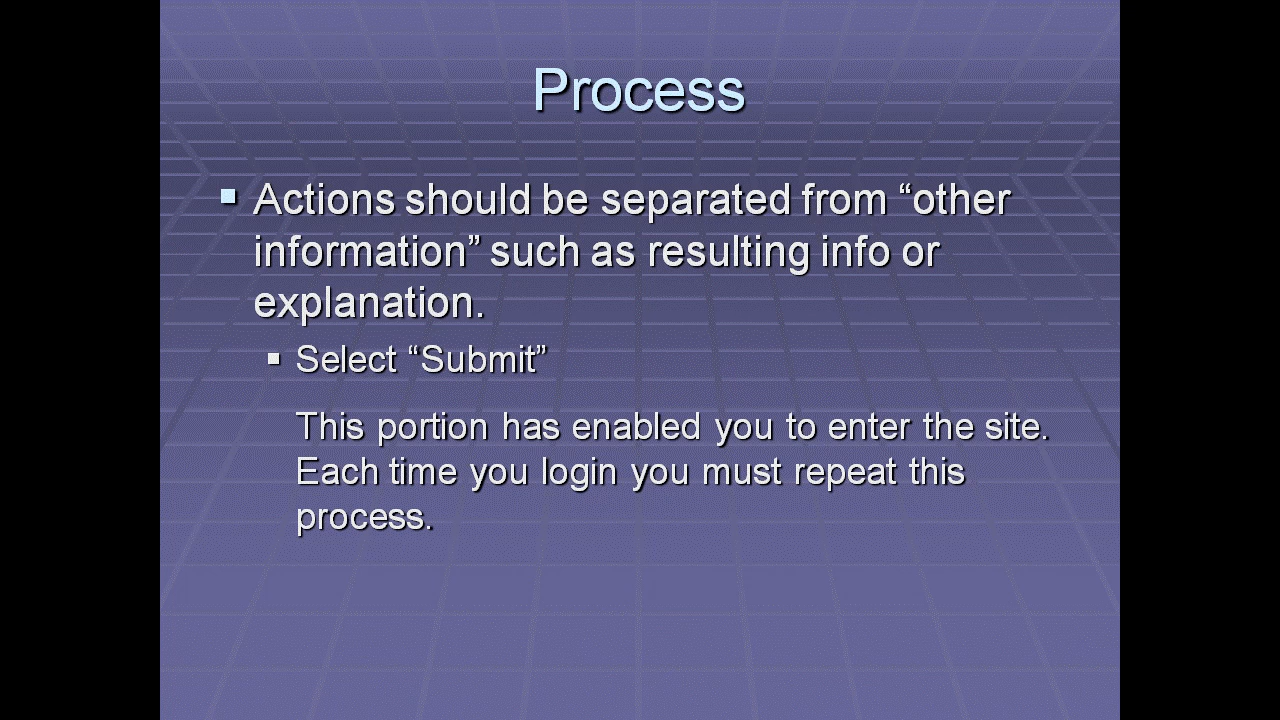 Process
Actions should be separated from “other
information” such as resulting info or
explanation.
Select “Submit”
This portion has enabled you to enter the site.
Each time you login you must repeat this
process.